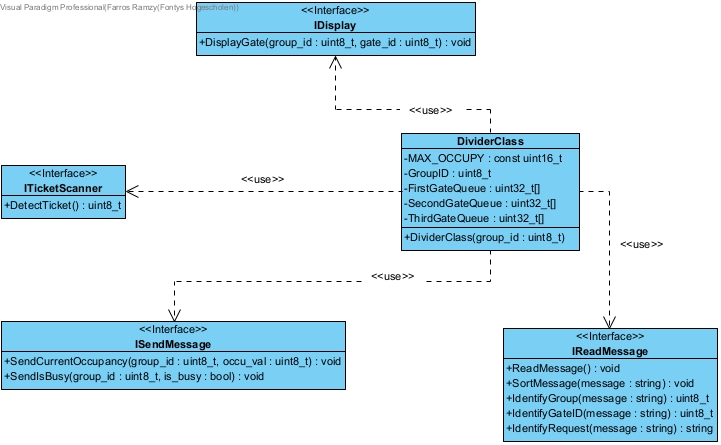 Visual Paradigm Professional(Farros Ramzy(Fontys Hogescholen))
<<Interface>>
IDisplay
+DisplayGate(group_id : uint8_t, gate_id : uint8_t) : void
<<use>>
DividerClass
-MAX_OCCUPY : const uint16_t
-GroupID : uint8_t
-FirstGateQueue : uint32_t[]
-SecondGateQueue : uint32_t[]
-ThirdGateQueue : uint32_t[]
+DividerClass(group_id : uint8_t)
<<Interface>>
ITicketScanner
+DetectTicket() : uint8_t
<<use>>
<<use>>
<<use>>
<<Interface>>
ISendMessage
+SendCurrentOccupancy(group_id : uint8_t, occu_val : uint8_t) : void
+SendIsBusy(group_id : uint8_t, is_busy : bool) : void
<<Interface>>
IReadMessage
+ReadMessage() : void
+SortMessage(message : string) : void
+IdentifyGroup(message : string) : uint8_t
+IdentifyGateID(message : string) : uint8_t
+IdentifyRequest(message : string) : string